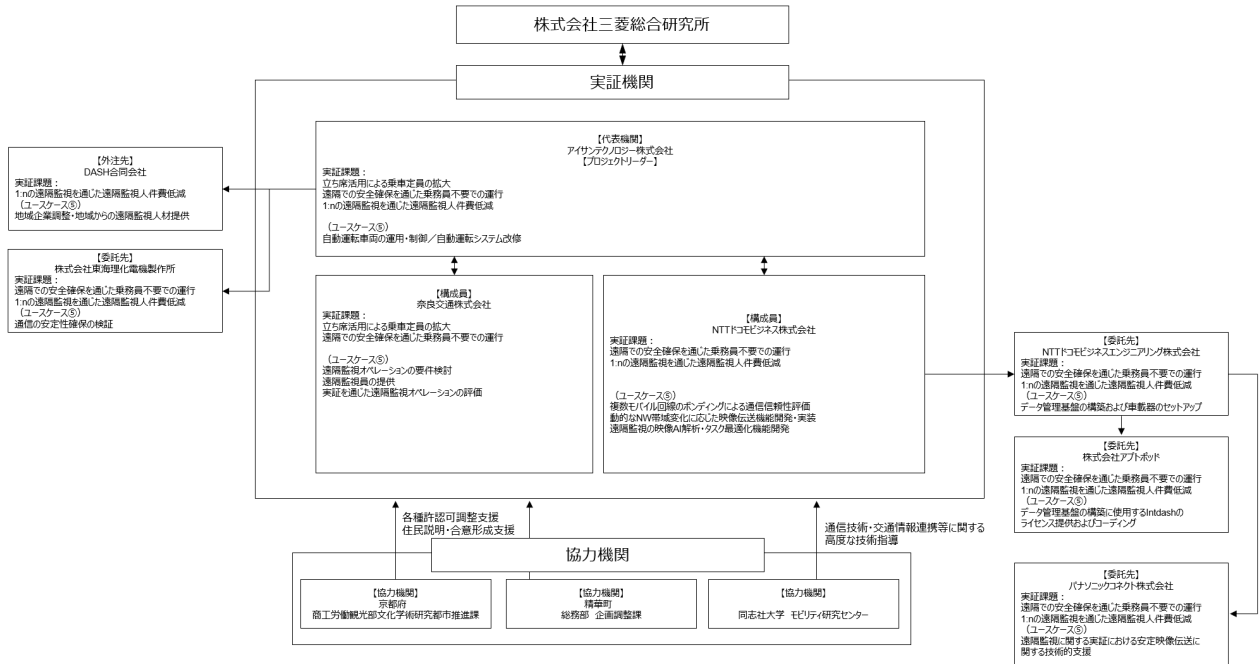 株式会社三菱総合研究所
実証機関
【代表機関】
アイサンテクノロジー株式会社
【プロジェクトリーダー】
実証課題：
立ち席活用による乗車定員の拡大
遠隔での安全確保を通じた乗務員不要での運行
1:nの遠隔監視を通じた遠隔監視人件費低減
（ユースケース⑤）
自動運転車両の運用・制御／自動運転システム改修
【外注先】
DASH合同会社
実証課題：
1:nの遠隔監視を通じた遠隔監視人件費低減
（ユースケース⑤）
地域企業調整・地域からの遠隔監視人材提供
【委託先】
株式会社東海理化電機製作所
実証課題：
遠隔での安全確保を通じた乗務員不要での運行
1:nの遠隔監視を通じた遠隔監視人件費低減
（ユースケース⑤）
通信の安定性確保の検証
【構成員】
奈良交通株式会社
実証課題：
立ち席活用による乗車定員の拡大
遠隔での安全確保を通じた乗務員不要での運行
（ユースケース⑤）
遠隔監視オペレーションの要件検討
遠隔監視員の提供
実証を通じた遠隔監視オペレーションの評価
【構成員】
NTTドコモビジネス株式会社
実証課題：
遠隔での安全確保を通じた乗務員不要での運行
1:nの遠隔監視を通じた遠隔監視人件費低減
（ユースケース⑤）
複数モバイル回線のボンディングによる通信信頼性評価
動的なNW帯域変化に応じた映像伝送機能開発・実装
遠隔監視の映像AI解析・タスク最適化機能開発
【委託先】
NTTドコモビジネスエンジニアリング株式会社
実証課題：
遠隔での安全確保を通じた乗務員不要での運行
1:nの遠隔監視を通じた遠隔監視人件費低減
（ユースケース⑤）
データ管理基盤の構築および車載器のセットアップ
【委託先】
株式会社アプトポッド
実証課題：
遠隔での安全確保を通じた乗務員不要での運行
1:nの遠隔監視を通じた遠隔監視人件費低減
（ユースケース⑤）
データ管理基盤の構築に使用するIntdashの
ライセンス提供およびコーディング
【委託先】
パナソニックコネクト株式会社
実証課題：
遠隔での安全確保を通じた乗務員不要での運行
1:nの遠隔監視を通じた遠隔監視人件費低減
（ユースケース⑤）
遠隔監視に関する実証における安定映像伝送に
関する技術的支援
各種許認可調整支援
住民説明・合意形成支援
通信技術・交通情報連携等に関する
高度な技術指導
協力機関
【協力機関】
京都府
商工労働観光部文化学術研究都市推進課
【協力機関】
精華町
総務部 企画調整課
【協力機関】
同志社大学 モビリティ研究センター